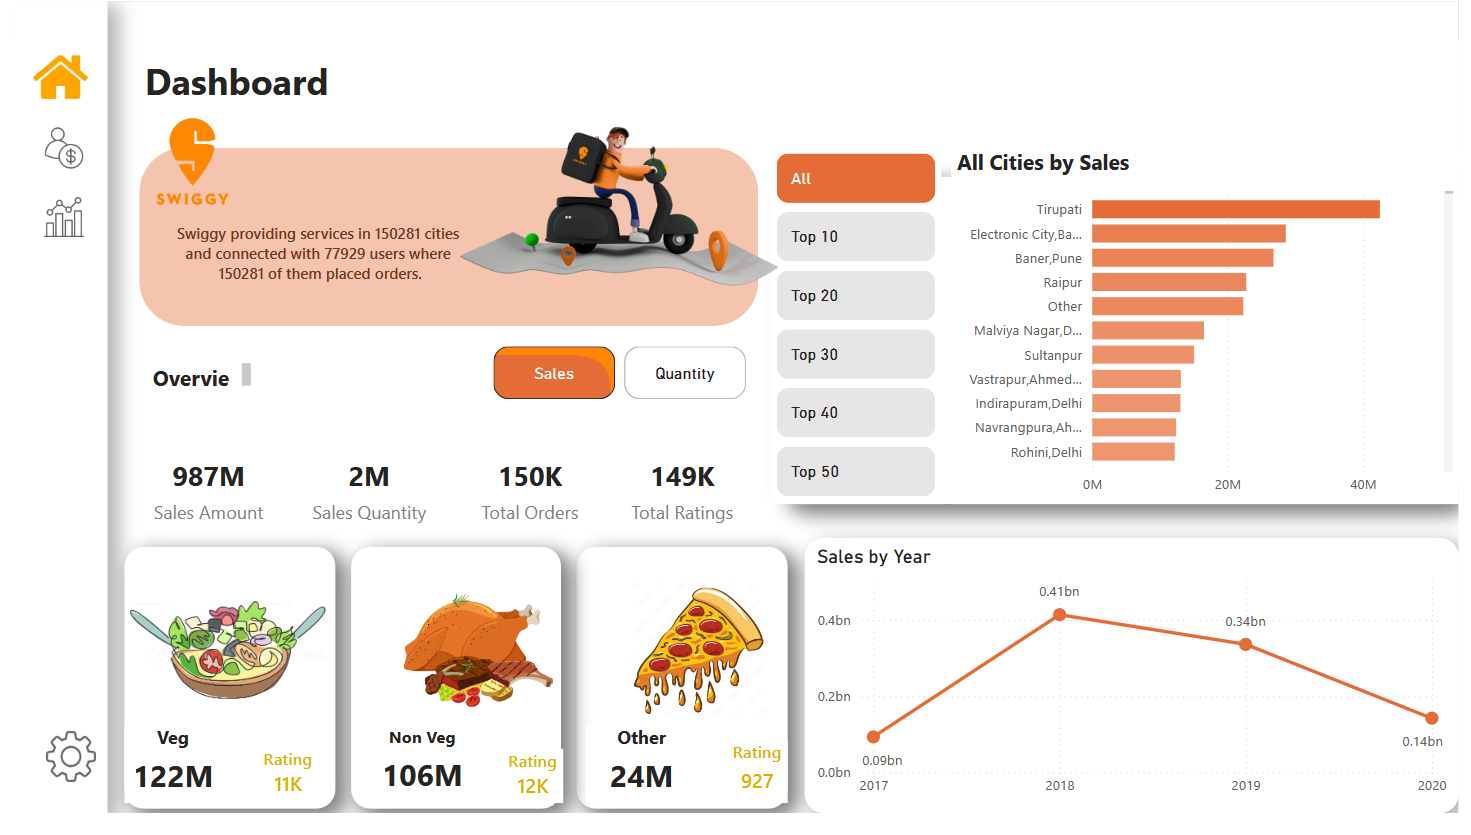 Dashboard
SWIGGY
Swiggy providing services in 150281 cities
and connected with 77929 users where
150281 of them placed orders.
All
Top 10
Top 20
Top 30
Top 40
Top 50
All Cities by Sales
Tirupati
Electronic City,Ba...
Baner,Pune
Raipur
Other
Malviya Nagar,D...
Sultanpur
Vastrapur,Ahmed...
Indirapuram,Delhi
Navrangpura,Ah...
Rohini,Delhi
0M 20M 40M
Overvie
Sales
Quantity
987M
Sales Amount
2M
Sales Quantity
150K
Total Orders
149K
Total Ratings
Veg
122M
Rating
11K
Non Veg
106M
Rating
12K
Other
24M
Rating
927
Sales by Year
0.4bn
0.2bn
0.0bn
0.09bn
0.41bn
0.34bn
0.14bn
2017 2018 2019 2020